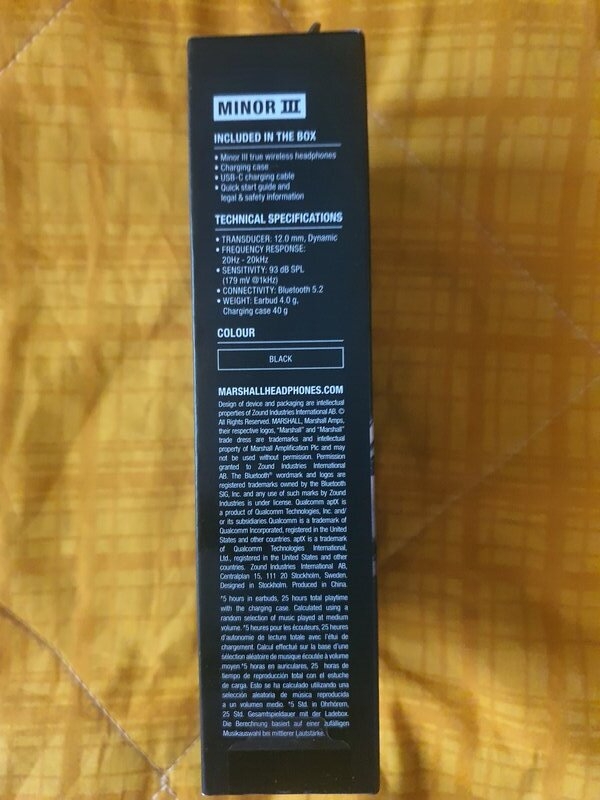 MINOR III
INCLUDED IN THE BOX
• Minor III true wireless headphones
• Charging case
• USB-C charging cable
• Quick start guide and
legal & safety information
TECHNICAL SPECIFICATIONS
• TRANSDUCER: 12.0 mm, Dynamic
• FREQUENCY RESPONSE:
20Hz - 20kHz
• SENSITIVITY: 93 dB SPL
(179 mV @1kHz)
• CONNECTIVITY: Bluetooth 5.2
• WEIGHT: Earbud 4.0 g,
Charging case 40 g
COLOUR
BLACK
MARSHALLHEADPHONES.COM
Design of device and packaging are intellectual
properties of Zound Industries International AB. ©
All Rights Reserved. MARSHALL, Marshall Amps,
their respective logos, "Marshall" and "Marshall"
trade dress are trademarks and intellectual
property of Marshall Amplification Plc and may
not be used without permission. Permission
granted to Zound Industries International
AB. The Bluetooth® wordmark and logos are
registered trademarks owned by the Bluetooth
SIG, Inc. and any use of such marks by Zound
Industries is under license. Qualcomm aptX is
a product of Qualcomm Technologies, Inc. and/
or its subsidiaries.Qualcomm is a trademark of
Qualcomm Incorporated, registered in the United
States and other countries. aptX is a trademark
of Qualcomm Technologies International,
Ltd., registered in the United States and other
countries. Zound Industries International AB,
Centralplan 15, 111 20 Stockholm, Sweden.
Designed in Stockholm. Produced in China.
*5 hours in earbuds, 25 hours total playtime
with the charging case. Calculated using a
random selection of music played at medium
volume. *5 heures pour les écouteurs, 25 heures
d'autonomie de lecture totale avec l'étui de
chargement. Calcul effectué sur la base d'une
sélection aléatoire de musique écoutée à volume
moyen.*5 horas en auriculares, 25 horas de
tiempo de reproducción total con el estuche
de carga. Esto se ha calculado utilizando una
selección aleatoria de música reproducida
a un volumen medio. *5 Std. in Ohrhörern,
25 Std. Gesamtspieldauer mit der Ladebox.
Die Berechnung basiert auf einer zufälligen
Musikauswahl bei mittlerer Lautstärke.